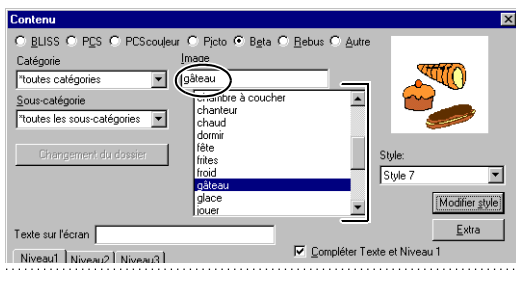 Contenu
BLISS PCS PCScouleur Picto Beta Rebus Autre
Catégorie
Image
*toutes catégories
gâteau
Sous-catégorie
*toutes les sous-catégories
chambre à coucher
chanteur
chaud
dormir
fête
frites
froid
gâteau
glace
jouer
Changement du dossier
Style:
Style 7
Modifier style
Extra
Texte sur l'écran
Compléter Texte et Niveau 1
Niveau1 Niveau2 Niveau3